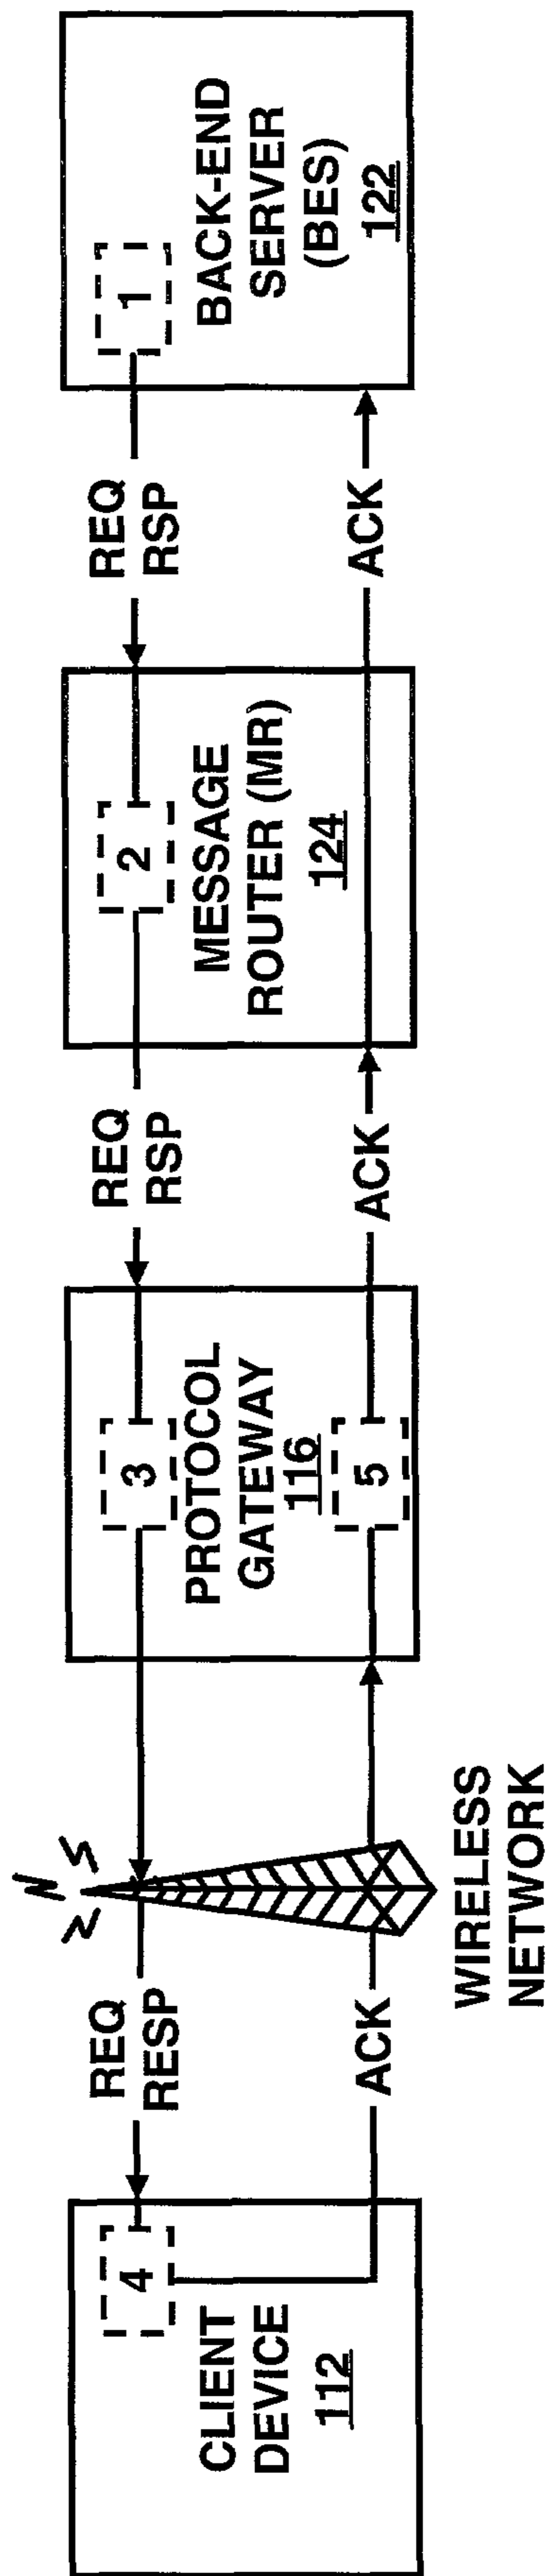 CLIENT
DEVICE
112
4
REQ
RESP
ACK
WIRELESS
NETWORK
3
PROTOCOL
GATEWAY
116
5
REQ
RSP
ACK
2
MESSAGE
ROUTER (MR)
124
REQ
RSP
ACK
1
BACK-END
SERVER
(BES)
122